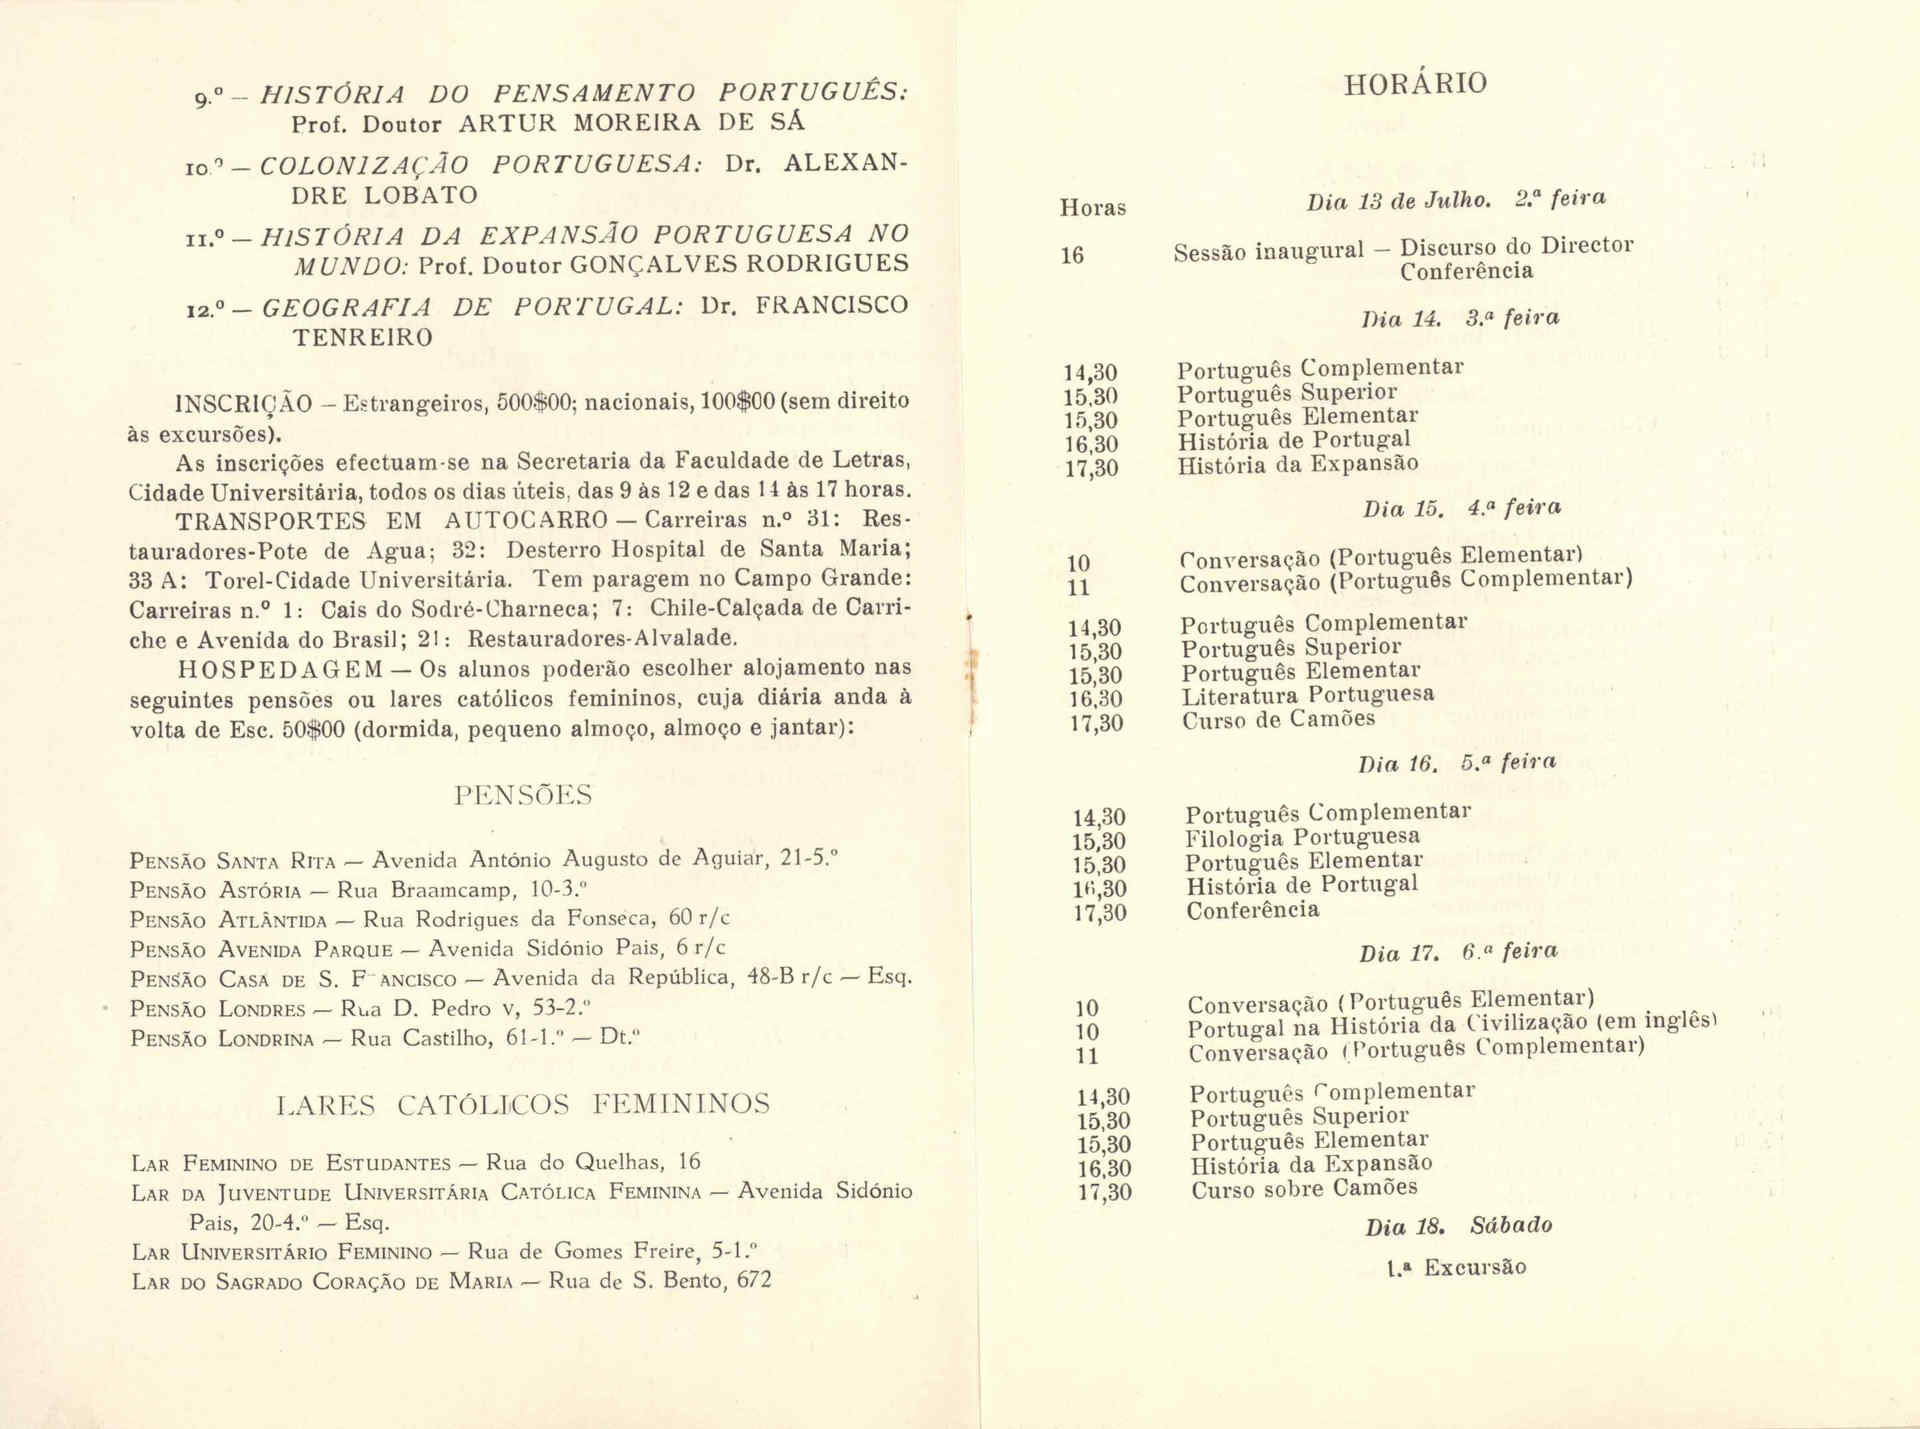 9.º — HISTÓRIA DO PENSAMENTO PORTUGUÊS:
Prof. Doutor ARTUR MOREIRA DE SÁ
10.º — COLONIZAÇÃO PORTUGUESA: Dr. ALEXAN-
DRE LOBATO
11.º — HISTÓRIA DA EXPANSÃO PORTUGUESA NO
MUNDO: Prof. Doutor GONÇALVES RODRIGUES
12.º — GEOGRAFIA DE PORTUGAL: Dr. FRANCISCO
TENREIRO
INSCRIÇÃO — Estrangeiros, 500$00; nacionais, 100$00 (sem direito
às excursões).
As inscrições efectuam-se na Secretaria da Faculdade de Letras,
Cidade Universitária, todos os dias úteis, das 9 às 12 e das 14 às 17 horas.
TRANSPORTES EM AUTOCARRO — Carreiras n.º 31: Res-
tauradores-Pote de Agua; 32: Desterro Hospital de Santa Maria;
33 A: Torel-Cidade Universitária. Tem paragem no Campo Grande:
Carreiras n.º 1: Cais do Sodré-Charneca; 7: Chile-Calçada de Carri-
che e Avenida do Brasil; 21: Restauradores-Alvalade.
HOSPEDAGEM — Os alunos poderão escolher alojamento nas
seguintes pensões ou lares católicos femininos, cuja diária anda à
volta de Esc. 50$00 (dormida, pequeno almoço, almoço e jantar):
PENSÕES
PENSÃO SANTA RITA — Avenida António Augusto de Aguiar, 21-5.º
PENSÃO ASTÓRIA — Rua Braamcamp, 10-3.º
PENSÃO ATLÂNTIDA — Rua Rodrigues da Fonseca, 60 r/c
PENSÃO AVENIDA PARQUE — Avenida Sidónio Pais, 6 r/c
PENSÃO CASA DE S. FRANCISCO — Avenida da República, 48-B r/c — Esq.
PENSÃO LONDRES — Rua D. Pedro V, 53-2.º
PENSÃO LONDRINA — Rua Castilho, 61-1.º — Dt.º
LARES CATÓLICOS FEMININOS
LAR FEMININO DE ESTUDANTES — Rua do Quelhas, 16
LAR DA JUVENTUDE UNIVERSITÁRIA CATÓLICA FEMININA — Avenida Sidónio
Pais, 20-4.º — Esq.
LAR UNIVERSITÁRIO FEMININO — Rua de Gomes Freire, 5-1.º
LAR DO SAGRADO CORAÇÃO DE MARIA — Rua de S. Bento, 672
HORÁRIO
Horas Dia 13 de Julho. 2.ª feira
16 Sessão inaugural — Discurso do Director
Conferência
Dia 14. 3.ª feira
14,30 Português Complementar
15,30 Português Superior
15,30 Português Elementar
16,30 História de Portugal
17,30 História da Expansão
Dia 15. 4.ª feira
10 Conversação (Português Elementar)
11 Conversação (Português Complementar)
14,30 Português Complementar
15,30 Português Superior
15,30 Português Elementar
16,30 Literatura Portuguesa
17,30 Curso de Camões
Dia 16. 5.ª feira
14,30 Português Complementar
15,30 Filologia Portuguesa
15,30 Português Elementar
16,30 História de Portugal
17,30 Conferência
Dia 17. 6.ª feira
10 Conversação (Português Elementar)
10 Portugal na História da Civilização (em inglês)
11 Conversação (Português Complementar)
14,30 Português Complementar
15,30 Português Superior
15,30 Português Elementar
16,30 História da Expansão
17,30 Curso sobre Camões
Dia 18. Sábado
1.ª Excursão